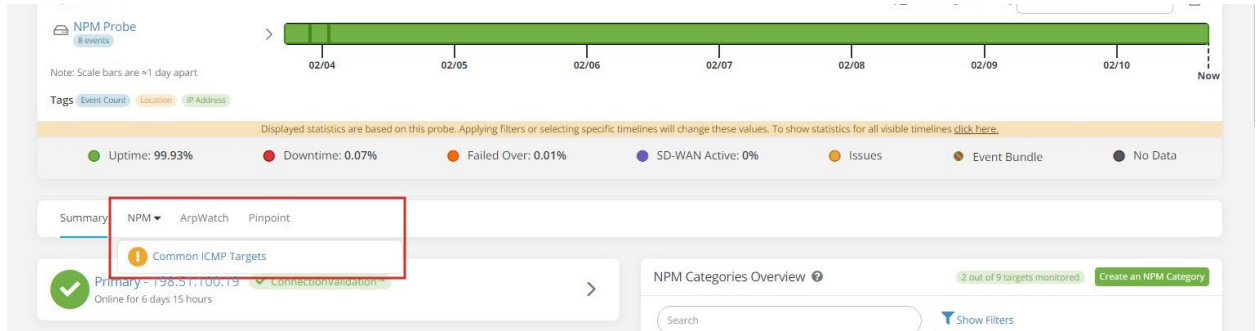 NPM Probe
8 events
02/04 02/05 02/06 02/07 02/08 02/09 02/10
Now
Note: Scale bars are ≈1 day apart
Tags Event Count Location IP Address
Displayed statistics are based on this probe. Applying filters or selecting specific timelines will change these values. To show statistics for all visible timelines click here.
Uptime: 99.93% Downtime: 0.07% Failed Over: 0.01% SD-WAN Active: 0% Issues Event Bundle No Data
Summary NPM ArpWatch Pinpoint
Common ICMP Targets
Primary - 198.51.100.19 ConnectionValidation™
Online for 6 days 15 hours
NPM Categories Overview 2 out of 9 targets monitored Create an NPM Category
Search Show Filters